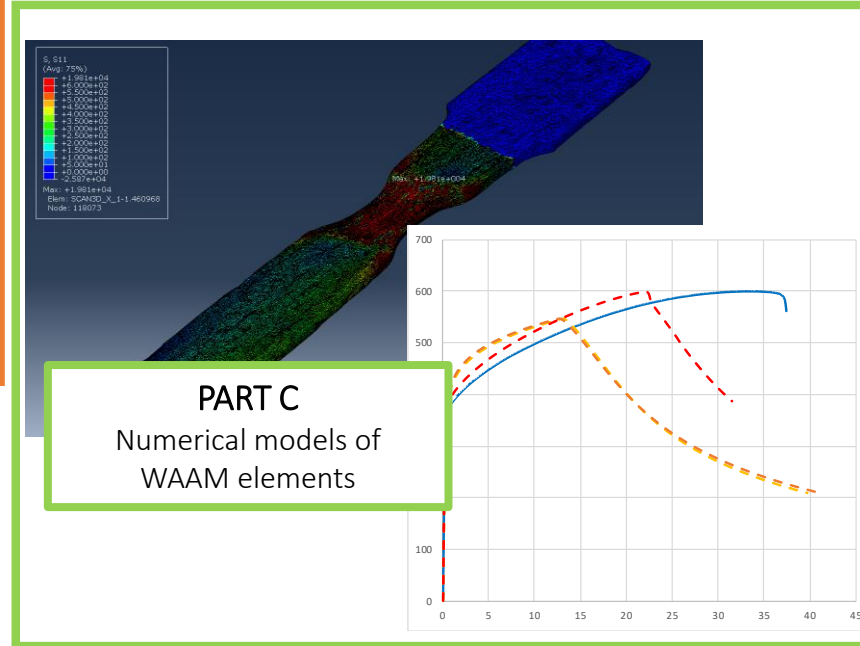 S, S11
(Avg: 75%)
+1.981e+04
+6.000e+02
+5.500e+02
+5.000e+02
+4.500e+02
+4.000e+02
+3.500e+02
+3.000e+02
+2.500e+02
+2.000e+02
+1.500e+02
+1.000e+02
+5.000e+01
+0.000e+00
-2.587e+04
Max: +1.981e+04
Elem: SCAN3D_X_1-1.460968
Node: 118073
Max: +1.981e+004
PART C
Numerical models of
WAAM elements
700
600
500
100
0
0 5 10 15 20 25 30 35 40 45